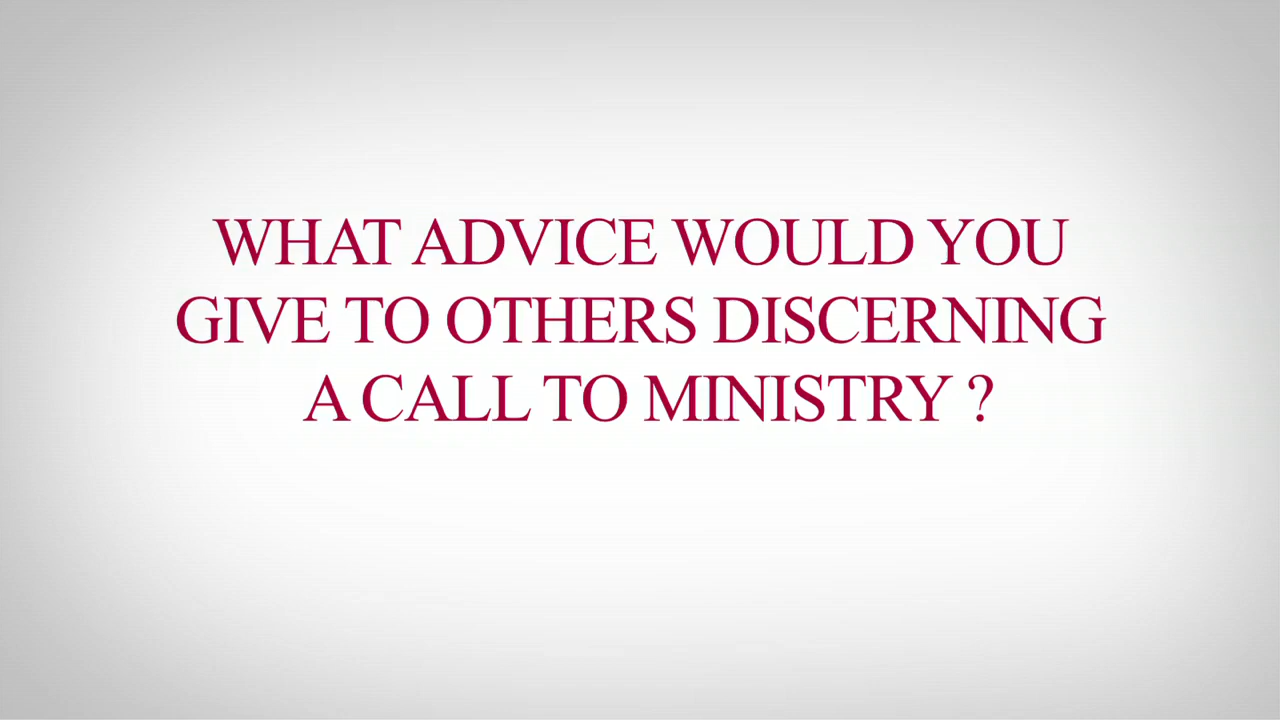 WHAT ADVICE WOULD YOU
GIVE TO OTHERS DISCERNING
A CALL TO MINISTRY ?